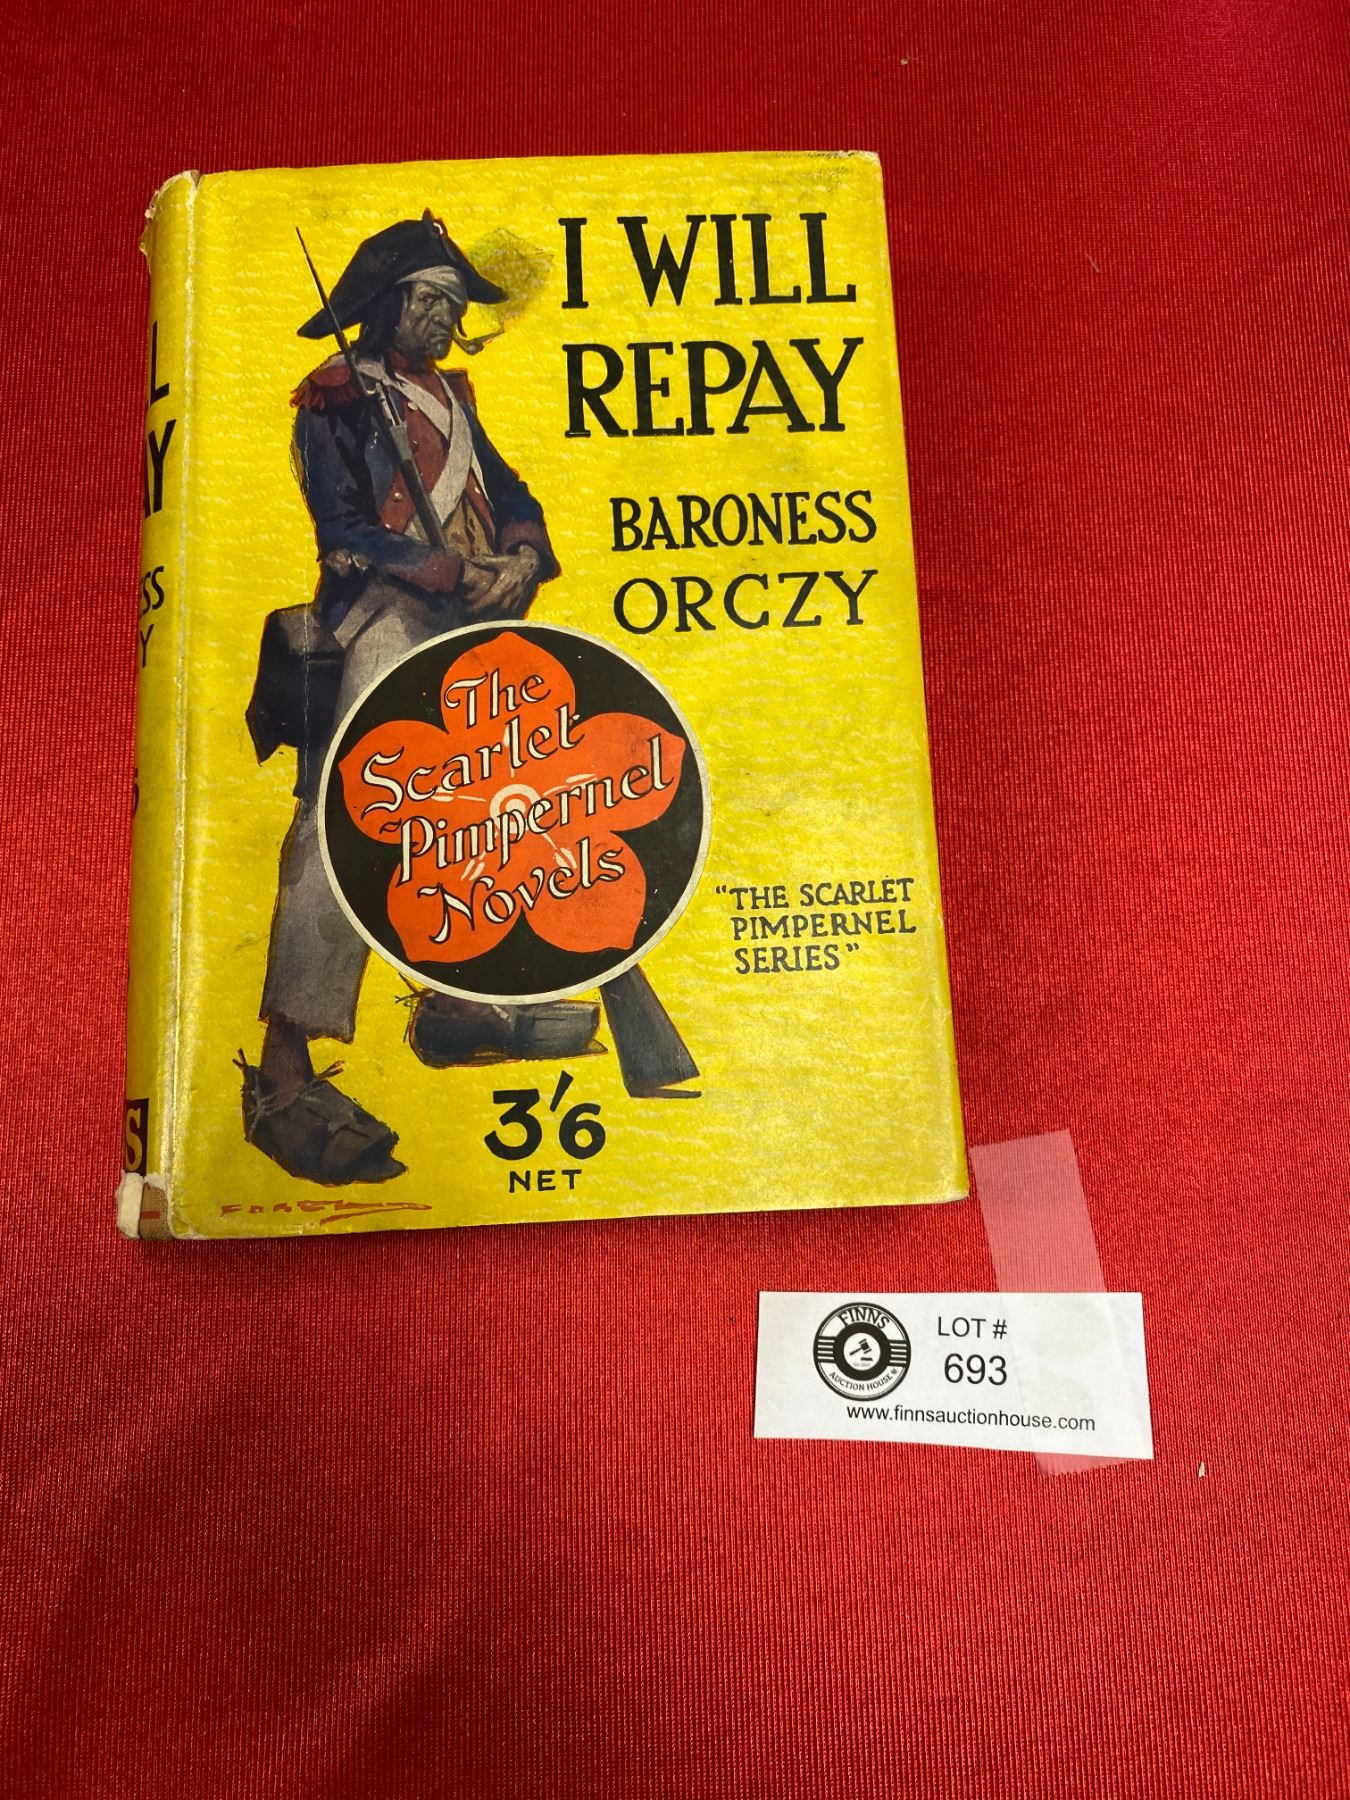 I WILL
REPAY
BARONESS
ORCZY
The
Scarlet
Pimpernel
Novels
"THE SCARLET
PIMPERNEL
SERIES"
3/6
NET
FINNS
AUCTION HOUSE
LOT #
693
www.finnsauctionhouse.com